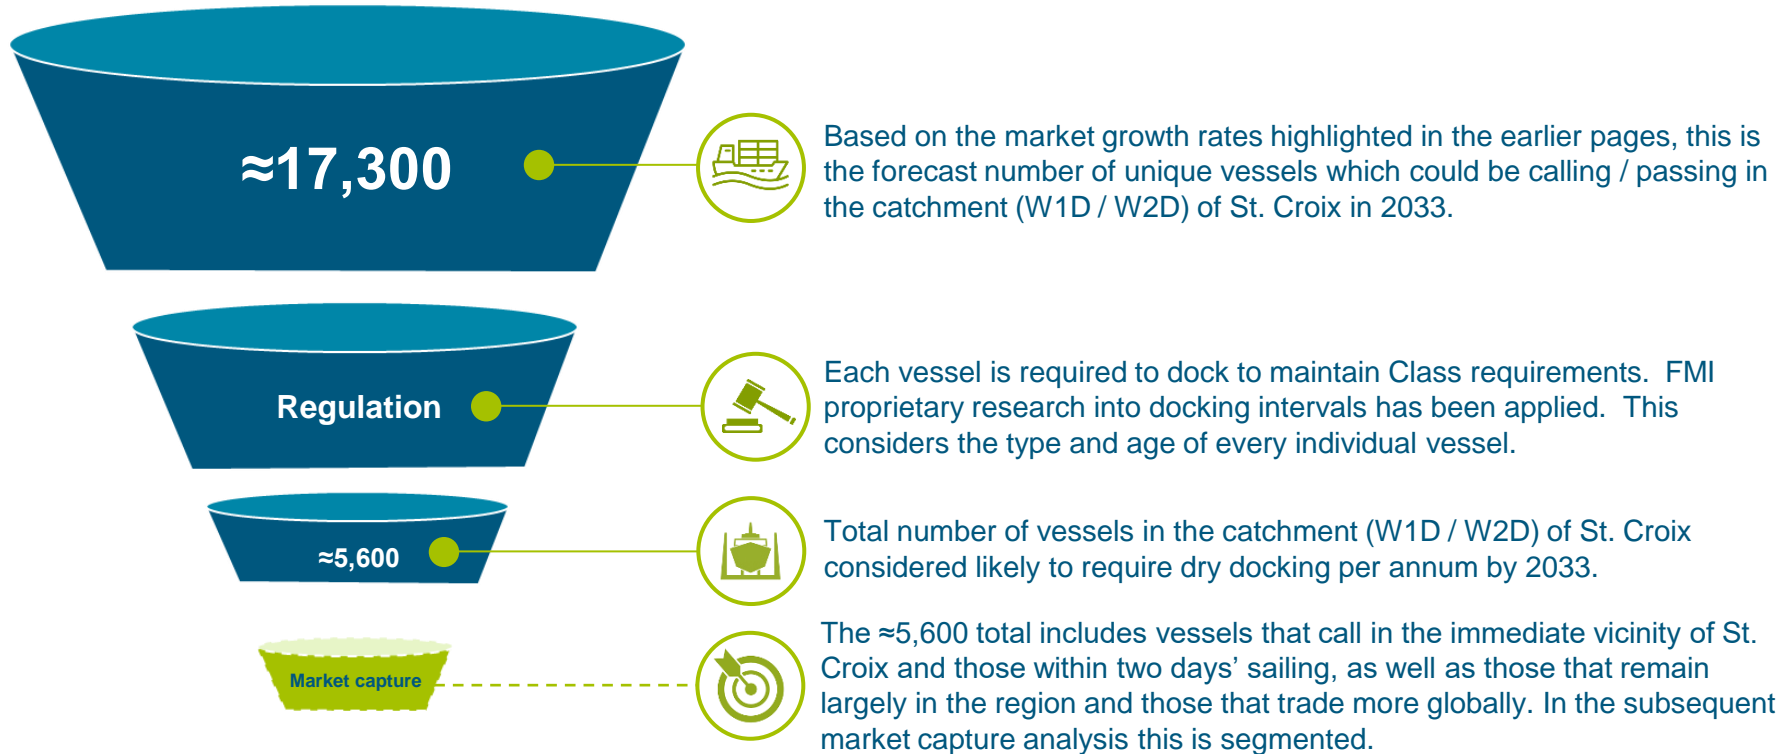 ≈17,300
Based on the market growth rates highlighted in the earlier pages, this is
the forecast number of unique vessels which could be calling / passing in
the catchment (W1D / W2D) of St. Croix in 2033.
Regulation
Each vessel is required to dock to maintain Class requirements.  FMI
proprietary research into docking intervals has been applied.  This
considers the type and age of every individual vessel.
≈5,600
Total number of vessels in the catchment (W1D / W2D) of St. Croix
considered likely to require dry docking per annum by 2033.
Market capture
The ≈5,600 total includes vessels that call in the immediate vicinity of St.
Croix and those within two days’ sailing, as well as those that remain
largely in the region and those that trade more globally. In the subsequent
market capture analysis this is segmented.